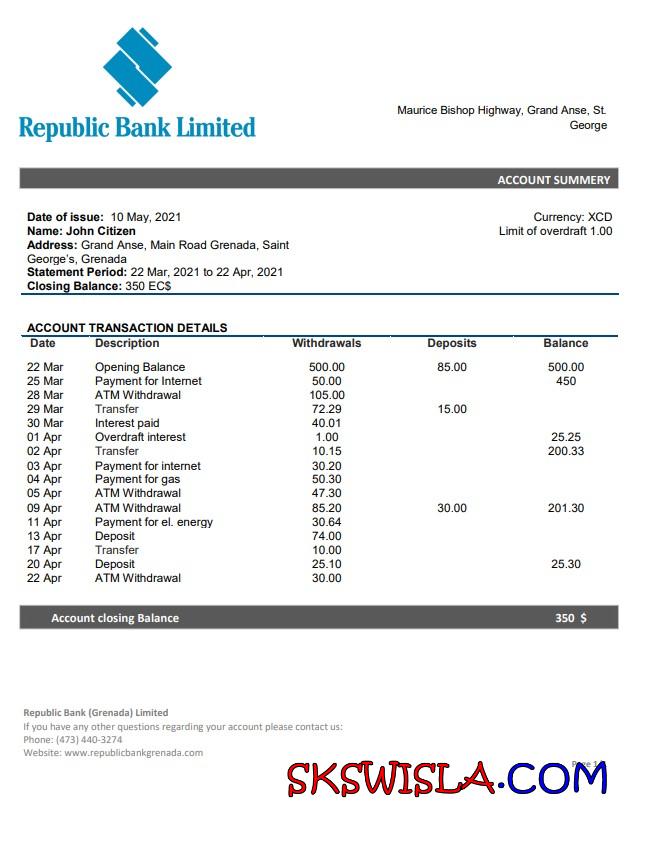 Republic Bank Limited
Maurice Bishop Highway, Grand Anse, St.
George
ACCOUNT SUMMERY
Date of issue: 10 May, 2021
Currency: XCD
Name: John Citizen
Limit of overdraft 1.00
Address: Grand Anse, Main Road Grenada, Saint
George's, Grenada
Statement Period: 22 Mar, 2021 to 22 Apr, 2021
Closing Balance: 350 EC$
ACCOUNT TRANSACTION DETAILS
Date Description Withdrawals Deposits Balance
22 Mar Opening Balance 500.00 85.00 500.00
25 Mar Payment for Internet 50.00 450
28 Mar ATM Withdrawal 105.00
29 Mar Transfer 72.29 15.00
30 Mar Interest paid 40.01
01 Apr Overdraft interest 1.00 25.25
02 Apr Transfer 10.15 200.33
03 Apr Payment for internet 30.20
04 Apr Payment for gas 50.30
05 Apr ATM Withdrawal 47.30
09 Apr ATM Withdrawal 85.20 30.00 201.30
11 Apr Payment for el. energy 30.64
13 Apr Deposit 74.00
17 Apr Transfer 10.00
20 Apr Deposit 25.10 25.30
22 Apr ATM Withdrawal 30.00
Account closing Balance 350 $
Republic Bank (Grenada) Limited
If you have any other questions regarding your account please contact us:
Phone: (473) 440-3274
Website: www.republicbankgrenada.com
Page 1
SKSWISLA.COM